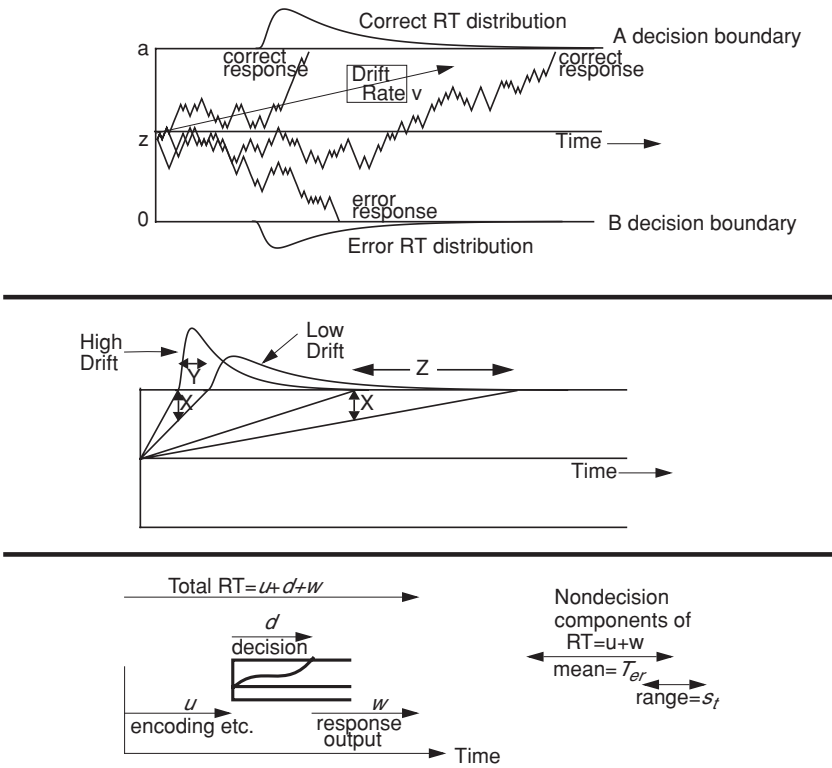 Correct RT distribution
A decision boundary
a
correct
response
correct
response
Drift
Rate v
z
Time
error
response
0
B decision boundary
Error RT distribution
High
Drift
Low
Drift
Y
Z
X
X
Time
Total RT=u+d+w
d
decision
u
encoding etc.
w
response
output
Time
Nondecision
components of
RT=u+w
mean=Ter
range=st